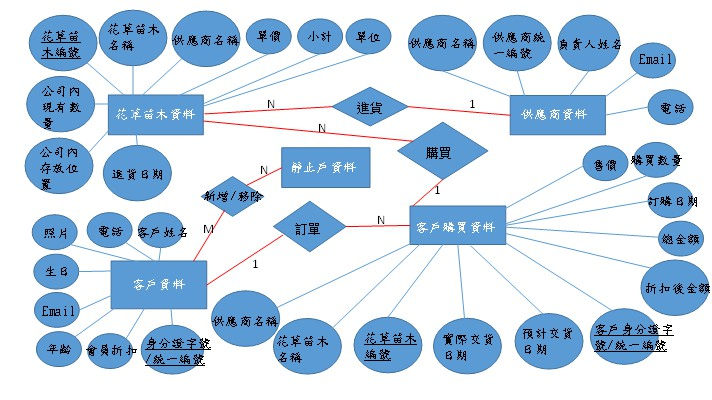 花草苗
木編號
花草苗木
名稱
供應商名稱
單價
小計
單位
供應商名稱
供應商統
一編號
負責人姓名
Email
電話
公司內
現有數
量
花草苗木資料
N
進貨
1
供應商資料
公司內
存放位
置
進貨日期
N
購買
靜止戶資料
N
新增/移除
M
1
售價
購買數量
訂購日期
總金額
折扣後金額
照片
電話
客戶姓名
生日
Email
年齡
會員折扣
身分證字號
/統一編號
客戶資料
1
訂單
N
客戶購買資料
供應商名稱
花草苗木
名稱
花草苗木
編號
實際交貨
日期
預計交貨
日期
客戶身分證字
號/統一編號